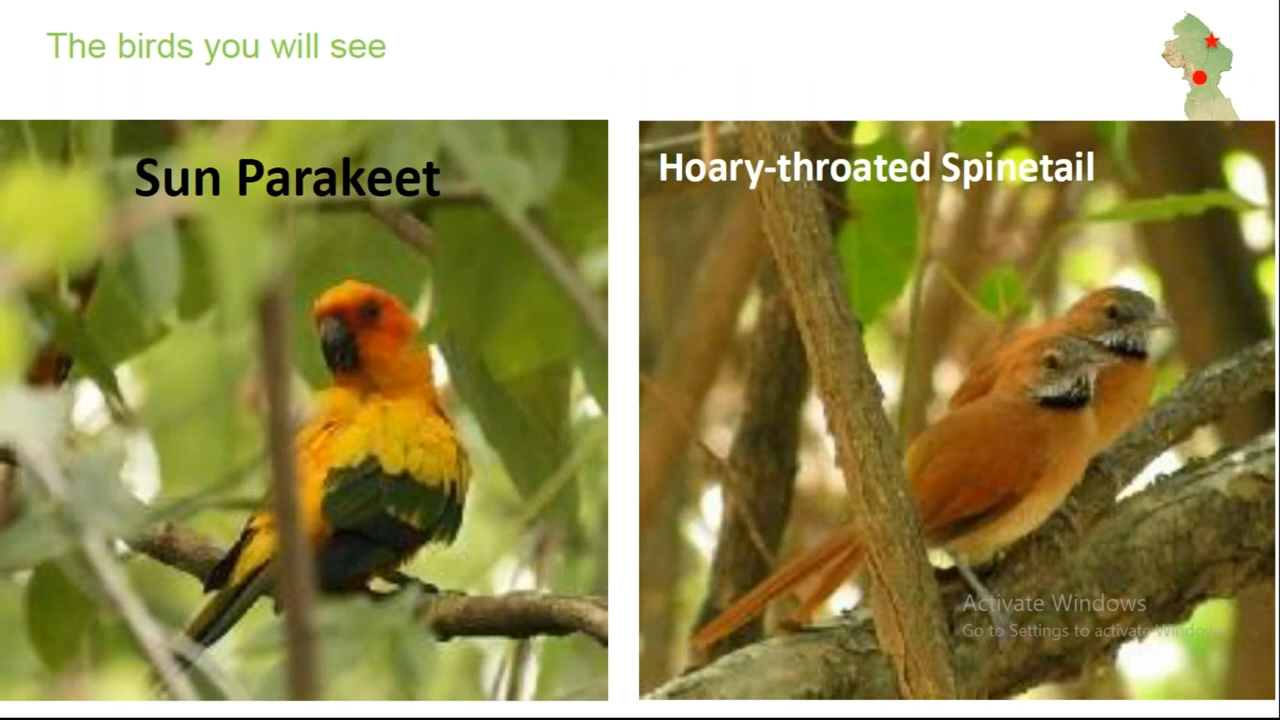 The birds you will see
Sun Parakeet
Hoary-throated Spinetail
Activate Windows
Go to Settings to activate Windows.